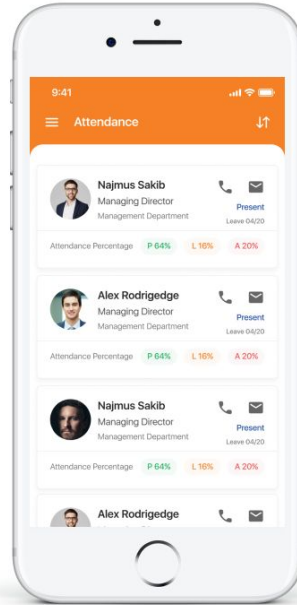 9:41
Attendance
Najmus Sakib
Managing Director
Management Department
Present
Leave 04/20
Attendance Percentage P 64% L 16% A 20%
Alex Rodrigedge
Managing Director
Management Department
Present
Leave 04/20
Attendance Percentage P 64% L 16% A 20%
Najmus Sakib
Managing Director
Management Department
Present
Leave 04/20
Attendance Percentage P 64% L 16% A 20%
Alex Rodrigedge
Managing Director